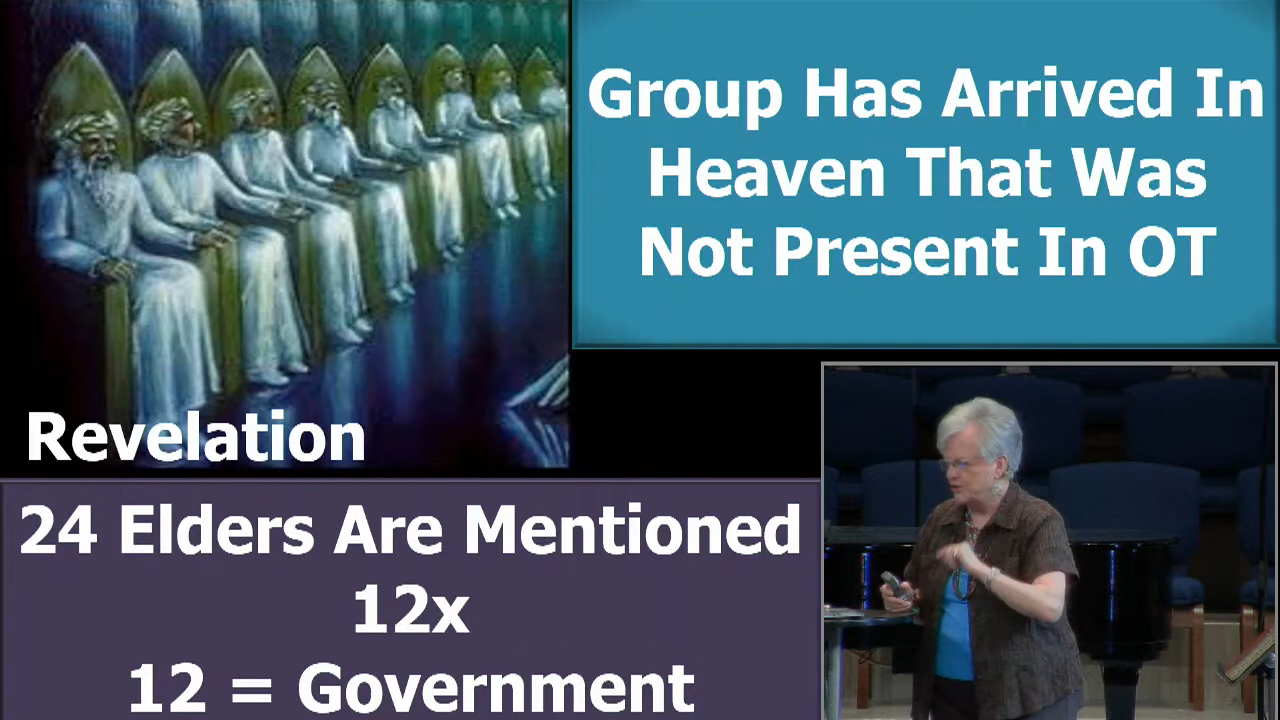 Group Has Arrived In
Heaven That Was
Not Present In OT
Revelation
24 Elders Are Mentioned
12x
12 = Government